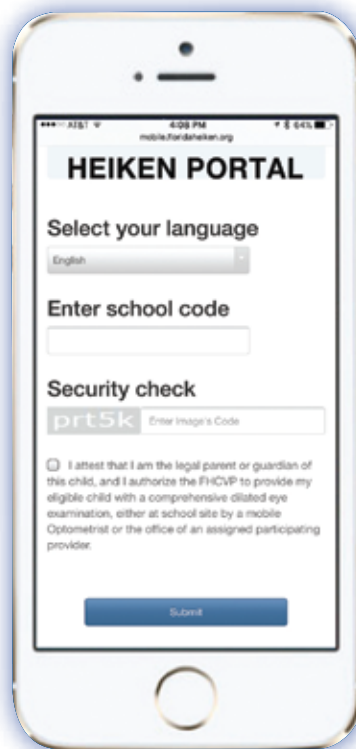 AT&T 4:08 PM 64%
mobile.floridaheiken.org
HEIKEN PORTAL
Select your language
English
Enter school code
Security check
prt5k Enter Image's Code
I attest that I am the legal parent or guardian of
this child, and I authorize the FHCVP to provide my
eligible child with a comprehensive dilated eye
examination, either at school site by a mobile
Optometrist or the office of an assigned participating
provider.
Submit